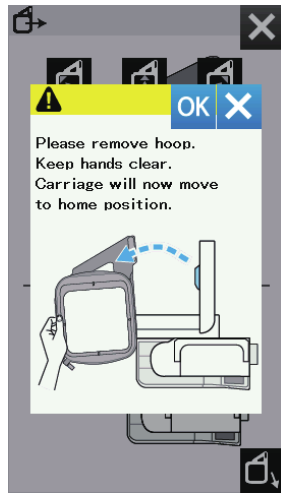 OK
Please remove hoop.
Keep hands clear.
Carriage will now move
to home position.